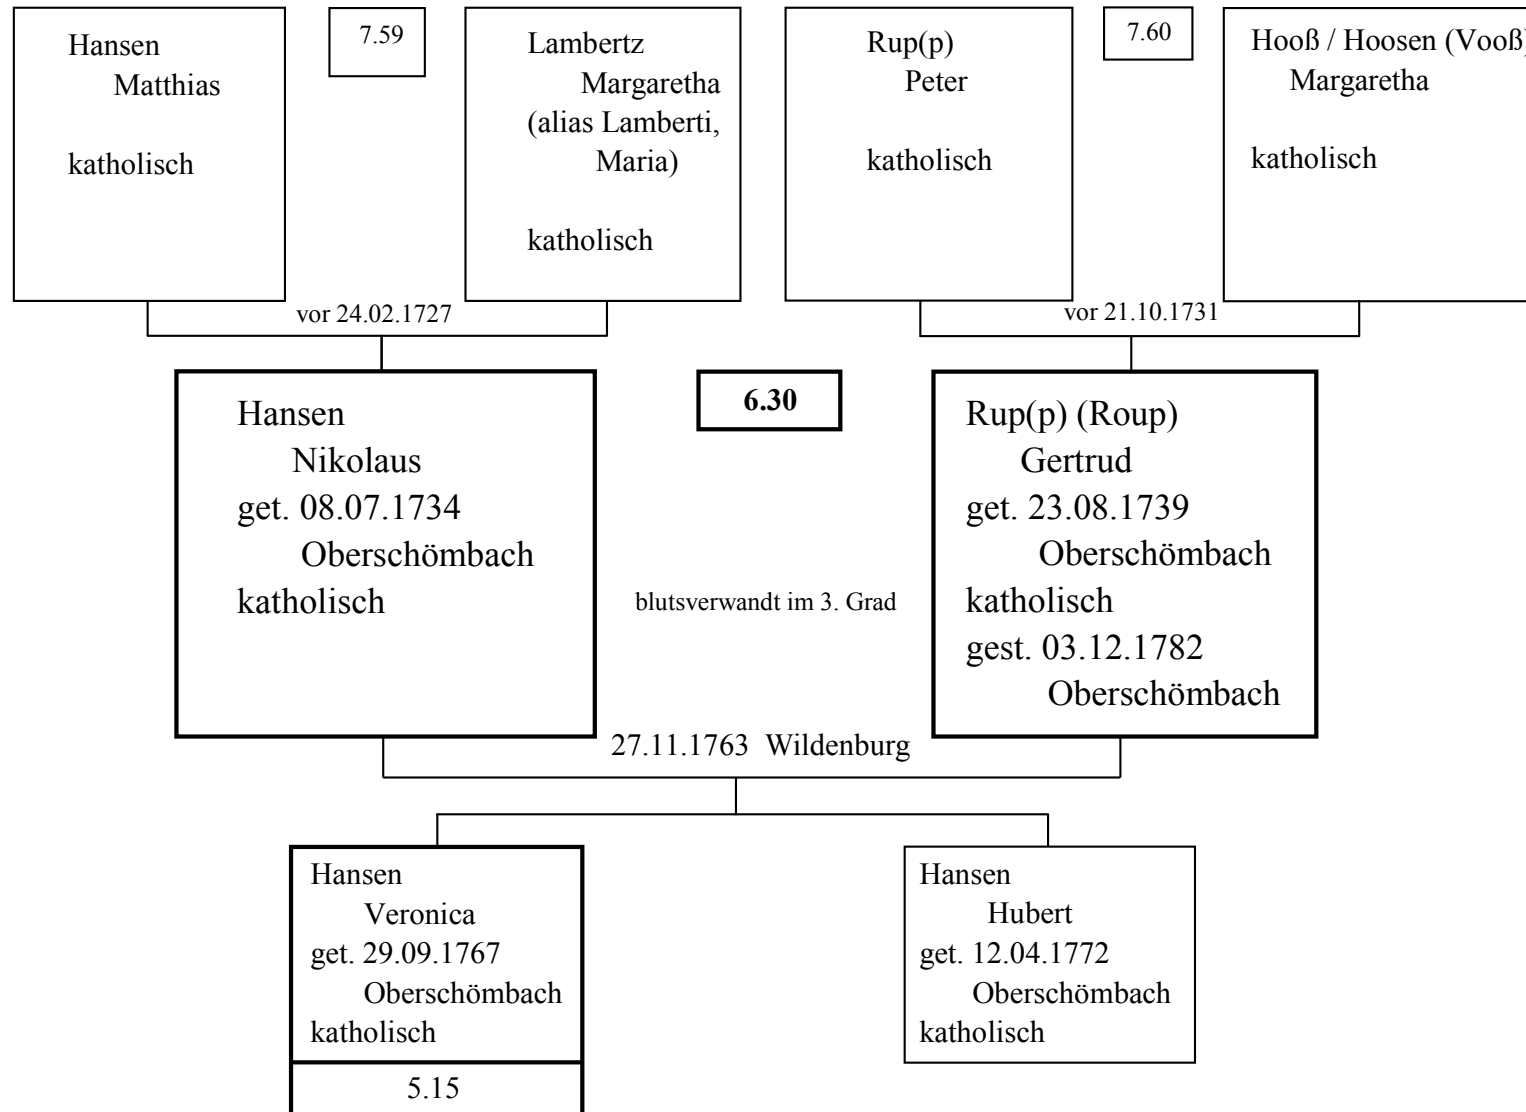 Hansen
Matthias
katholisch
7.59
Lambertz
Margaretha
(alias Lamberti,
Maria)
katholisch
Rup(p)
Peter
katholisch
7.60
Hooß / Hoosen (Vooß)
Margaretha
katholisch
vor 24.02.1727
vor 21.10.1731
Hansen
Nikolaus
get. 08.07.1734
Oberschömbach
katholisch
6.30
blutsverwandt im 3. Grad
Rup(p) (Roup)
Gertrud
get. 23.08.1739
Oberschömbach
katholisch
gest. 03.12.1782
Oberschömbach
27.11.1763 Wildenburg
Hansen
Veronica
get. 29.09.1767
Oberschömbach
katholisch
5.15
Hansen
Hubert
get. 12.04.1772
Oberschömbach
katholisch